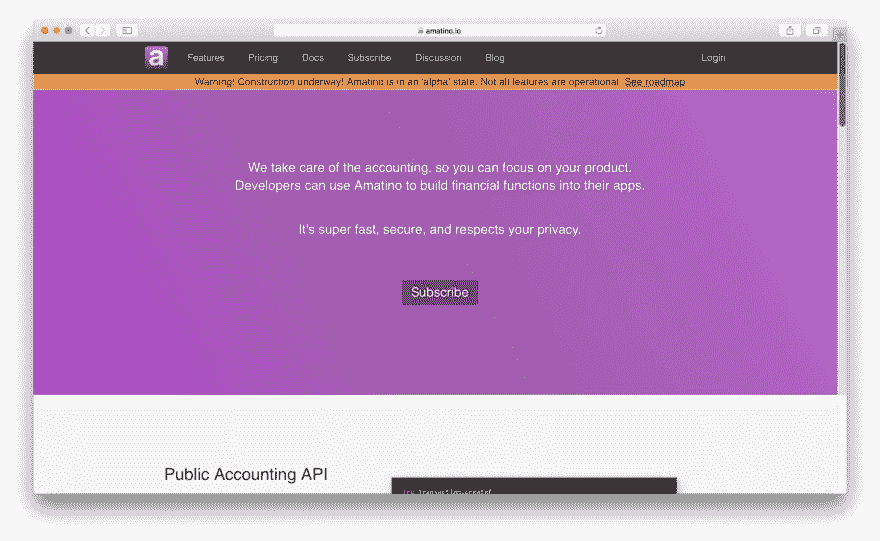 amatino.io
a
Features Pricing Docs Subscribe Discussion Blog Login
Warning! Construction underway! Amatino is in an 'alpha' state. Not all features are operational. See roadmap
We take care of the accounting, so you can focus on your product.
Developers can use Amatino to build financial functions into their apps.
It's super fast, secure, and respects your privacy.
Subscribe
Public Accounting API